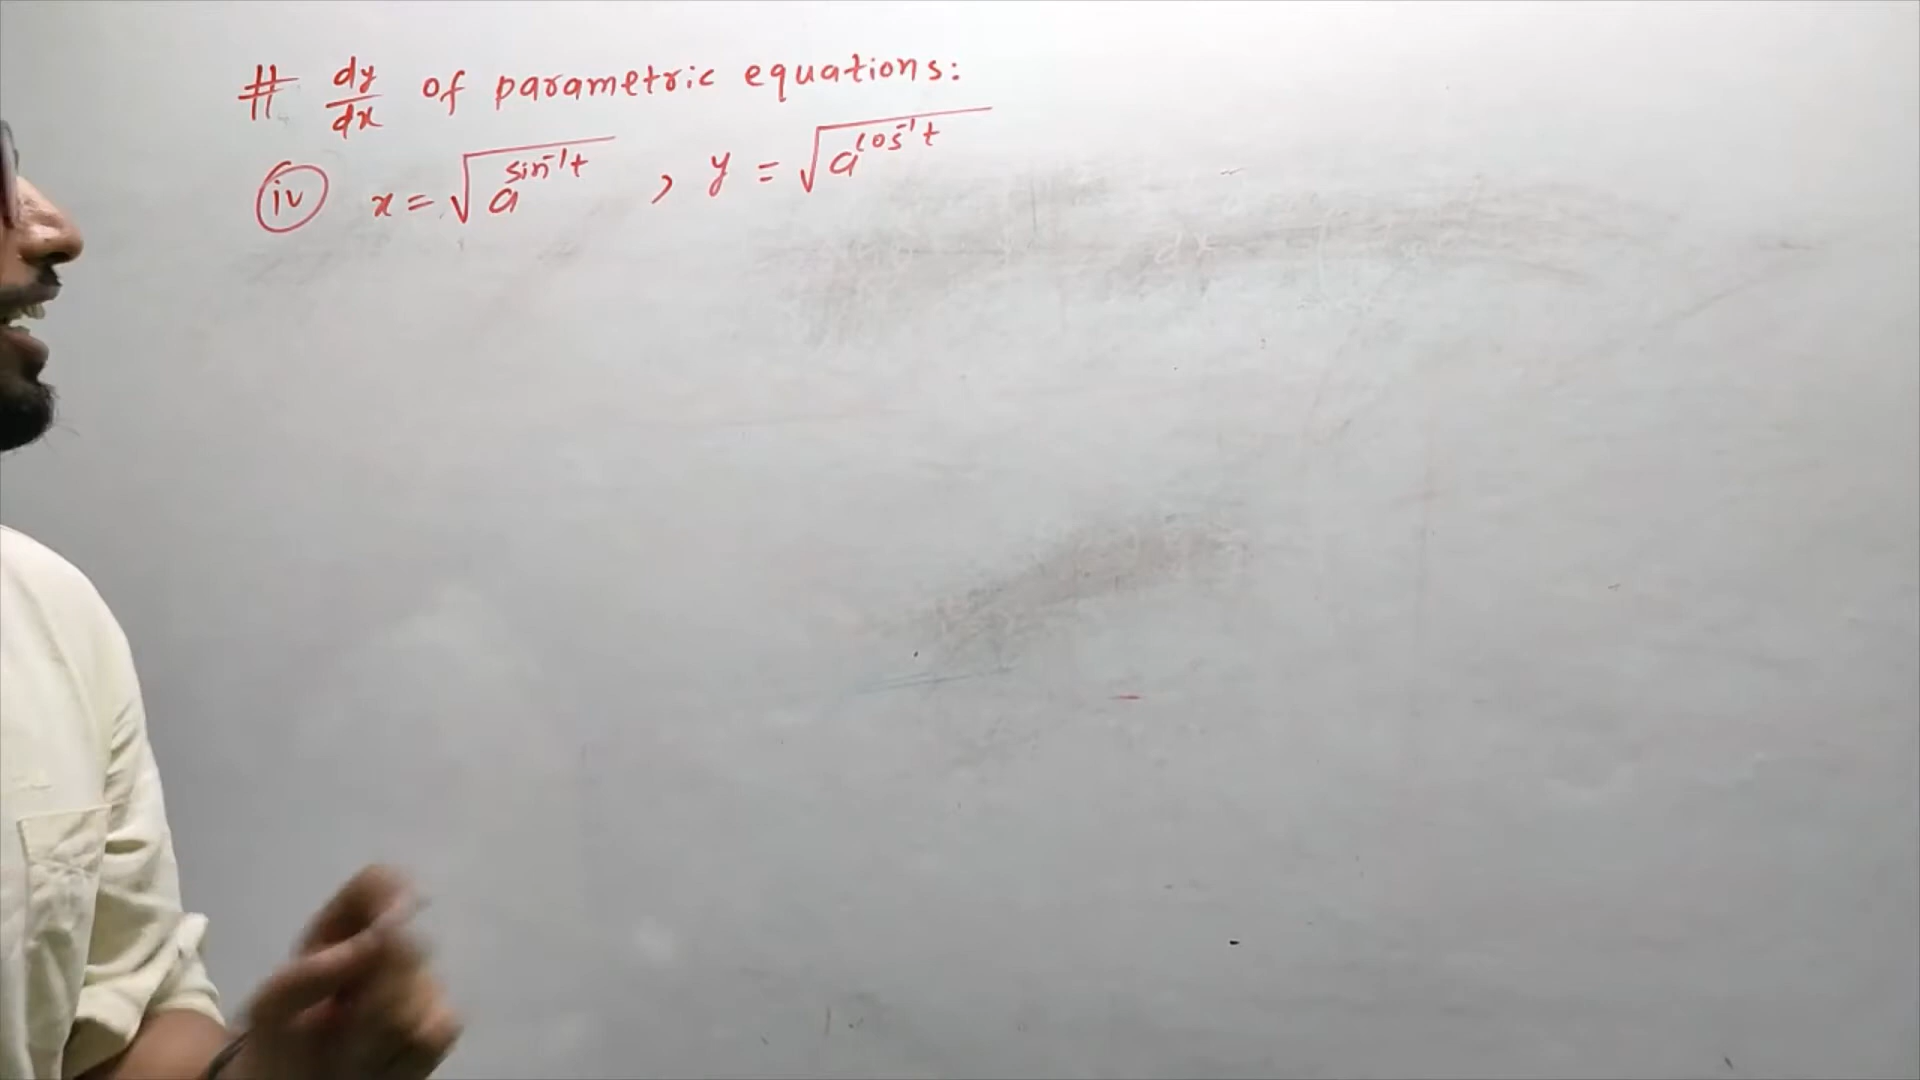 # dy/dx of parametric equations:
(iv) x = √(a^(sin⁻¹t)) , y = √(a^(cos⁻¹t))